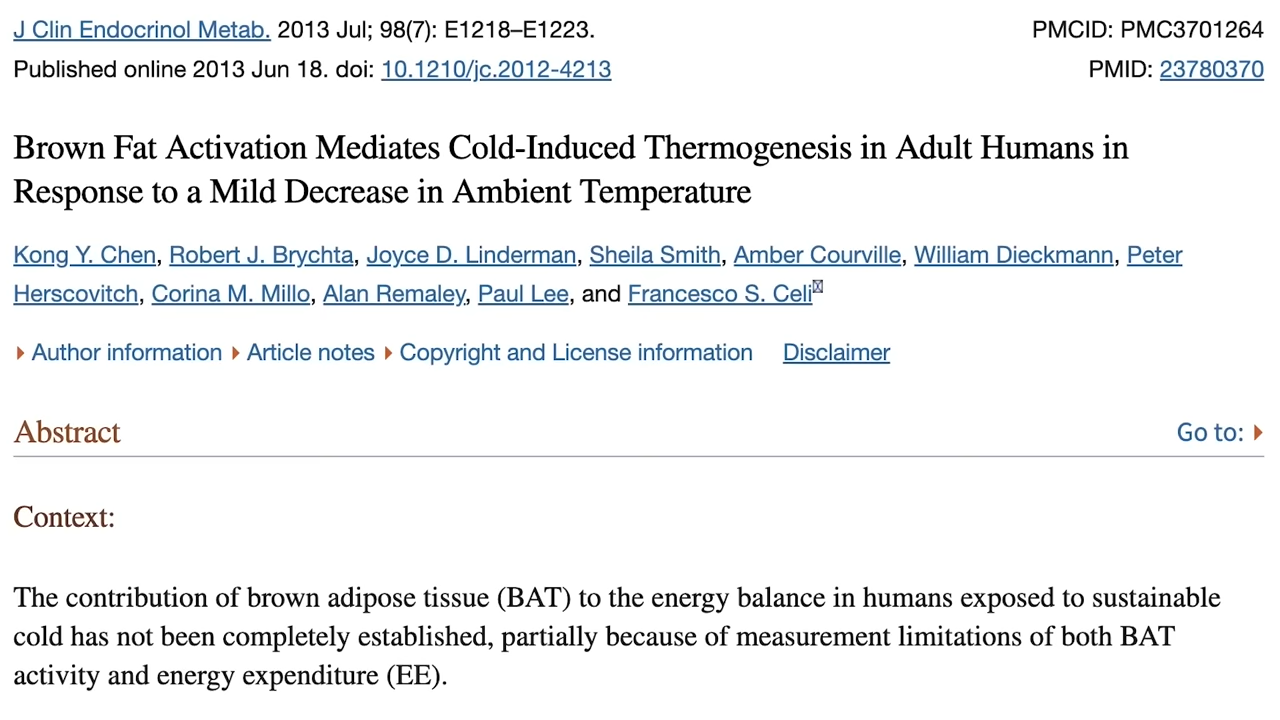 J Clin Endocrinol Metab. 2013 Jul; 98(7): E1218–E1223.
PMCID: PMC3701264
Published online 2013 Jun 18. doi: 10.1210/jc.2012-4213
PMID: 23780370
Brown Fat Activation Mediates Cold-Induced Thermogenesis in Adult Humans in
Response to a Mild Decrease in Ambient Temperature
Kong Y. Chen, Robert J. Brychta, Joyce D. Linderman, Sheila Smith, Amber Courville, William Dieckmann, Peter
Herscovitch, Corina M. Millo, Alan Remaley, Paul Lee, and Francesco S. Celi
Author information Article notes Copyright and License information Disclaimer
Abstract
Go to:
Context:
The contribution of brown adipose tissue (BAT) to the energy balance in humans exposed to sustainable
cold has not been completely established, partially because of measurement limitations of both BAT
activity and energy expenditure (EE).